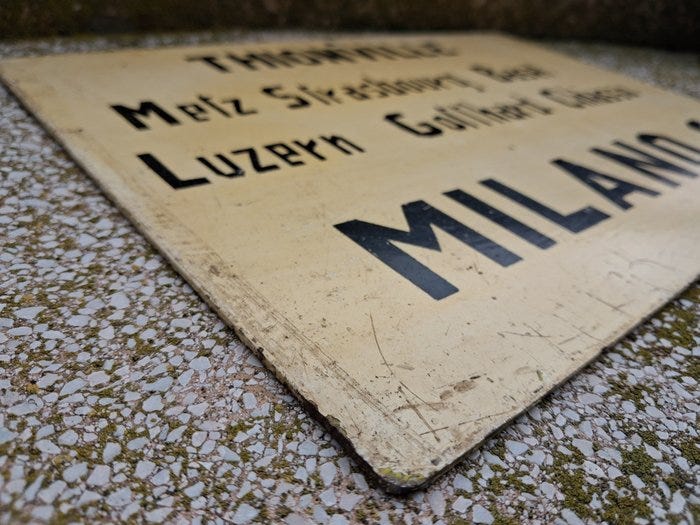 THIONVILLE
Metz Strasbourg Basel
Luzern Gotthard Chiasso
MILANO